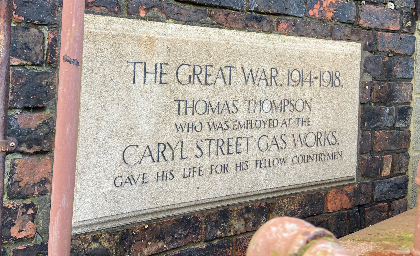 THE GREAT WAR. 1914-1918.
THOMAS THOMPSON
WHO WAS EMPLOYED AT THE
CARYL STREET GAS WORKS.
GAVE HIS LIFE FOR HIS FELLOW COUNTRYMEN